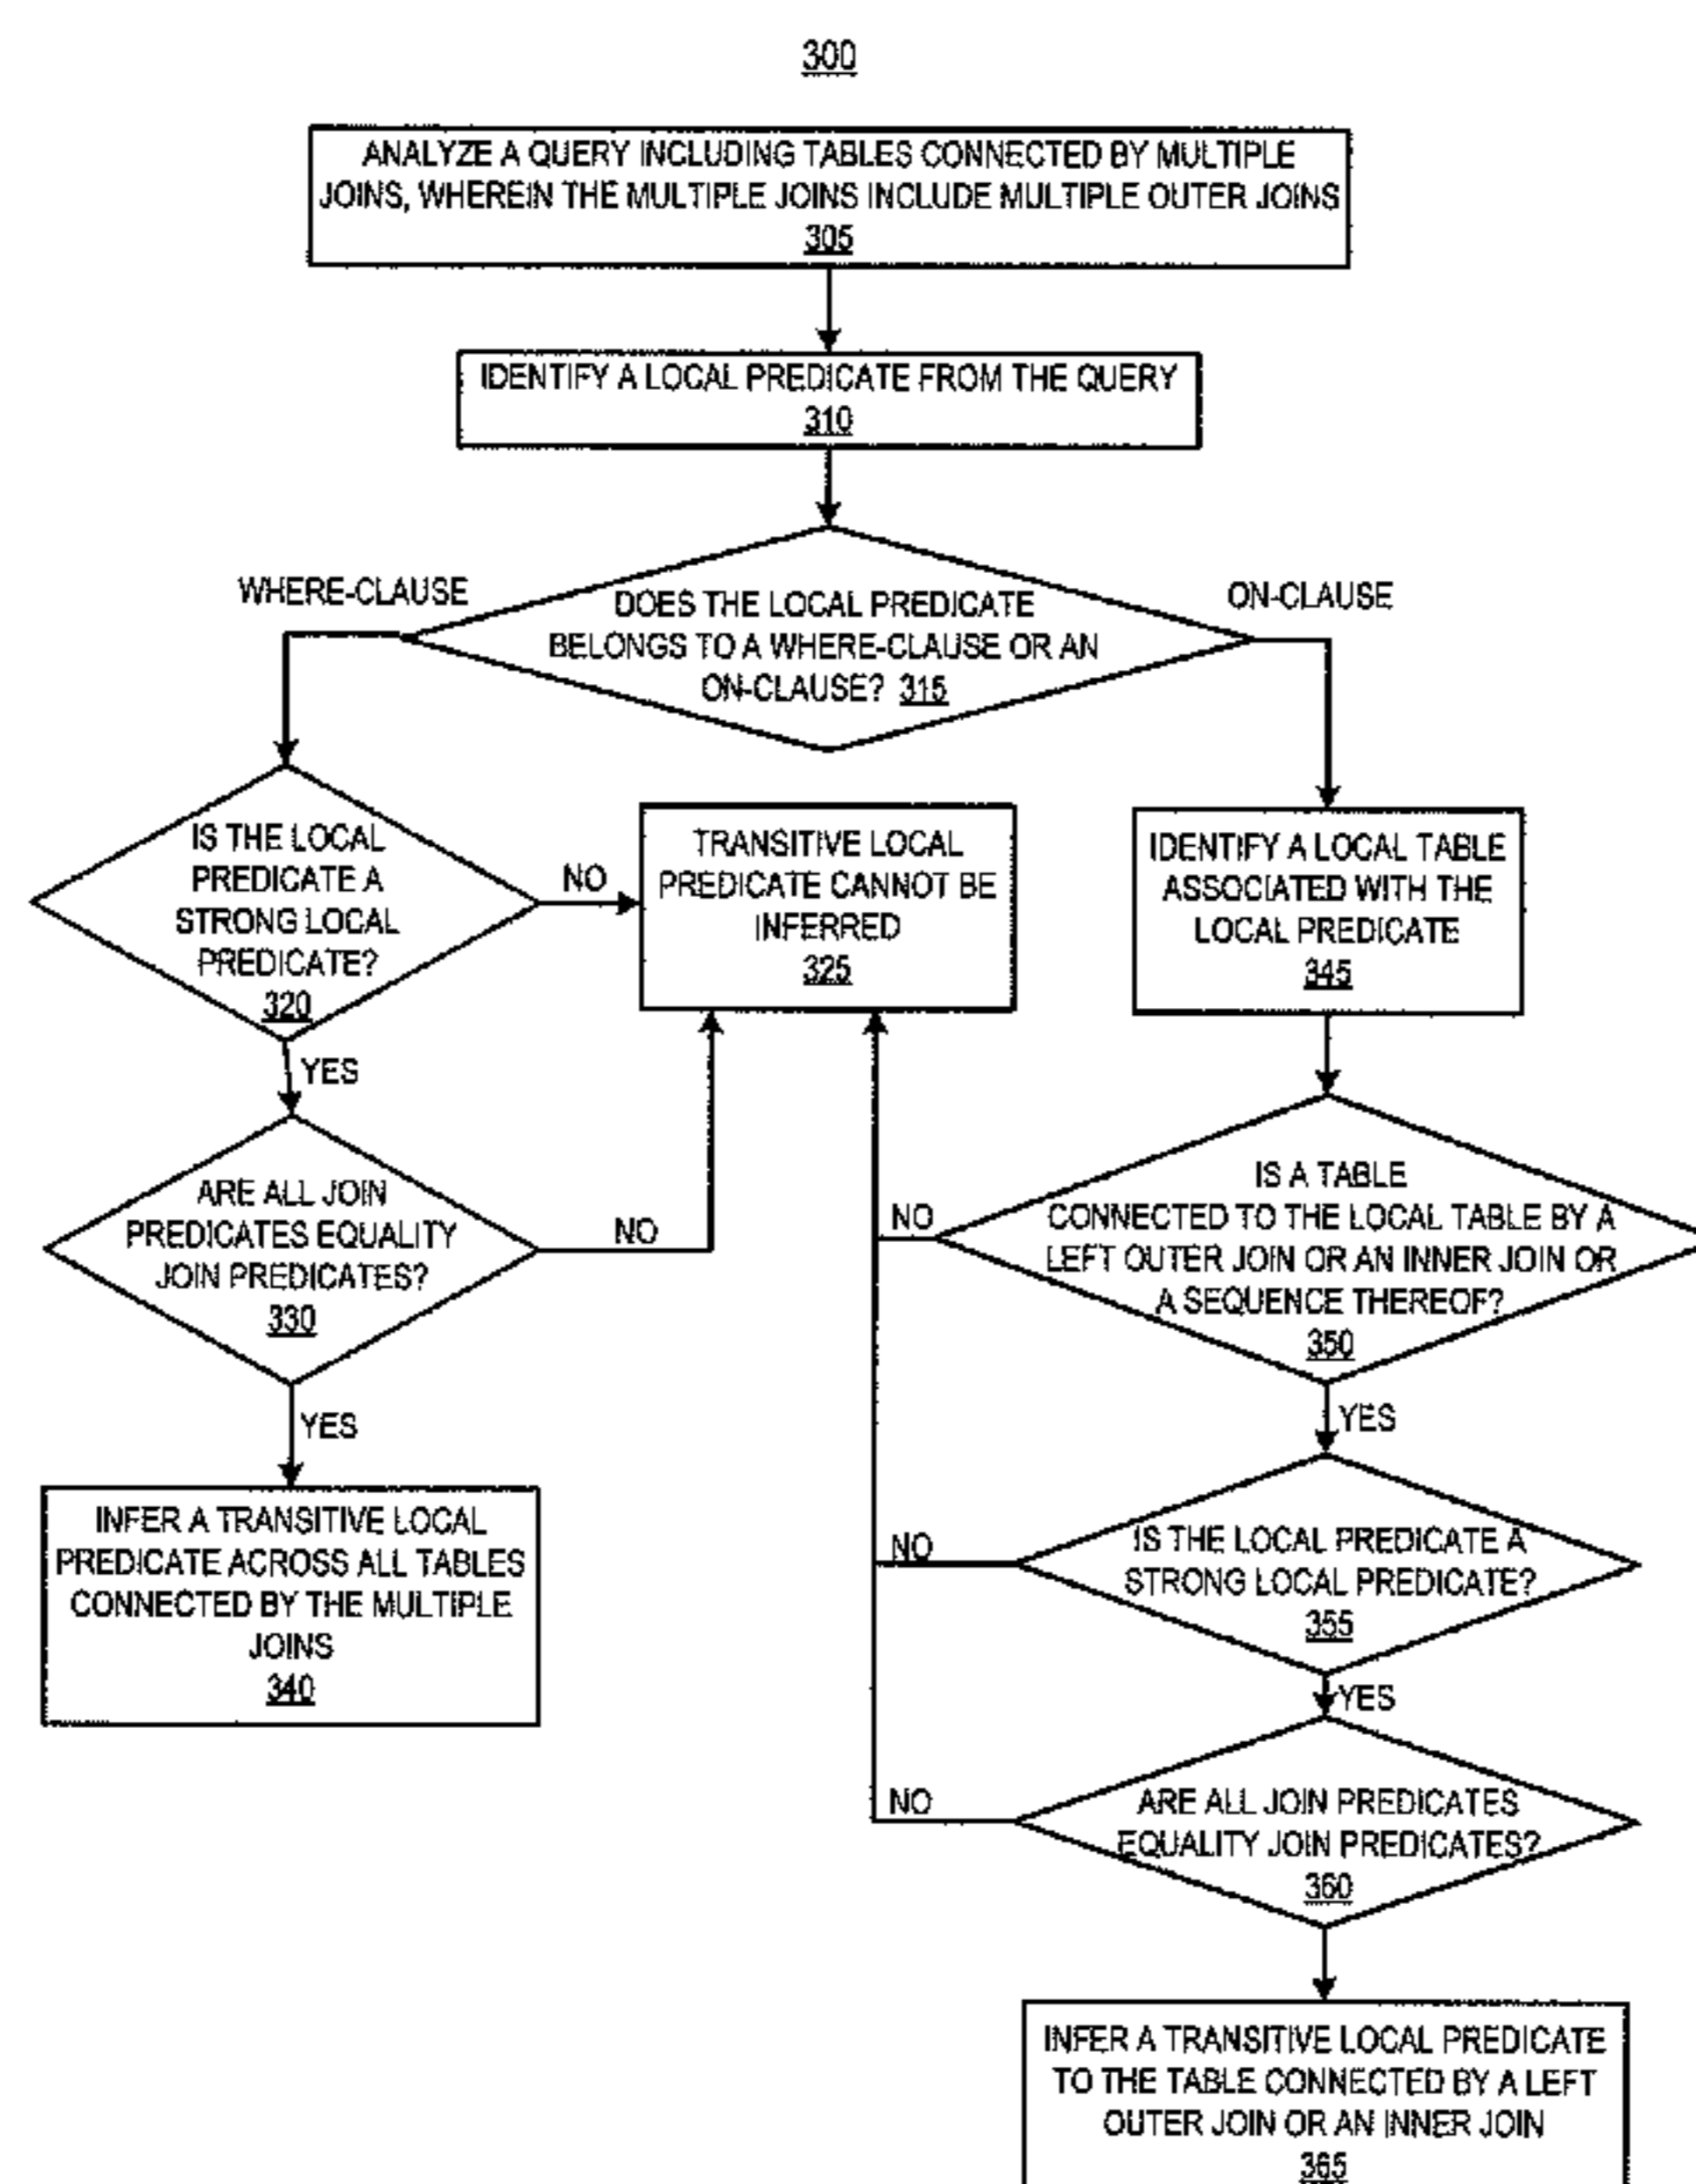 300
ANALYZE A QUERY INCLUDING TABLES CONNECTED BY MULTIPLE
JOINS, WHEREIN THE MULTIPLE JOINS INCLUDE MULTIPLE OUTER JOINS
305
IDENTIFY A LOCAL PREDICATE FROM THE QUERY
310
WHERE-CLAUSE
ON-CLAUSE
DOES THE LOCAL PREDICATE
BELONGS TO A WHERE-CLAUSE OR AN
ON-CLAUSE? 315
IS THE LOCAL
PREDICATE A
STRONG LOCAL
PREDICATE?
320
NO
TRANSITIVE LOCAL
PREDICATE CANNOT BE
INFERRED
325
IDENTIFY A LOCAL TABLE
ASSOCIATED WITH THE
LOCAL PREDICATE
345
YES
ARE ALL JOIN
PREDICATES EQUALITY
JOIN PREDICATES?
330
NO
NO
IS A TABLE
CONNECTED TO THE LOCAL TABLE BY A
LEFT OUTER JOIN OR AN INNER JOIN OR
A SEQUENCE THEREOF?
350
YES
YES
INFER A TRANSITIVE LOCAL
PREDICATE ACROSS ALL TABLES
CONNECTED BY THE MULTIPLE
JOINS
340
NO
IS THE LOCAL PREDICATE A
STRONG LOCAL PREDICATE?
355
YES
NO
ARE ALL JOIN PREDICATES
EQUALITY JOIN PREDICATES?
360
INFER A TRANSITIVE LOCAL PREDICATE
TO THE TABLE CONNECTED BY A LEFT
OUTER JOIN OR AN INNER JOIN
365